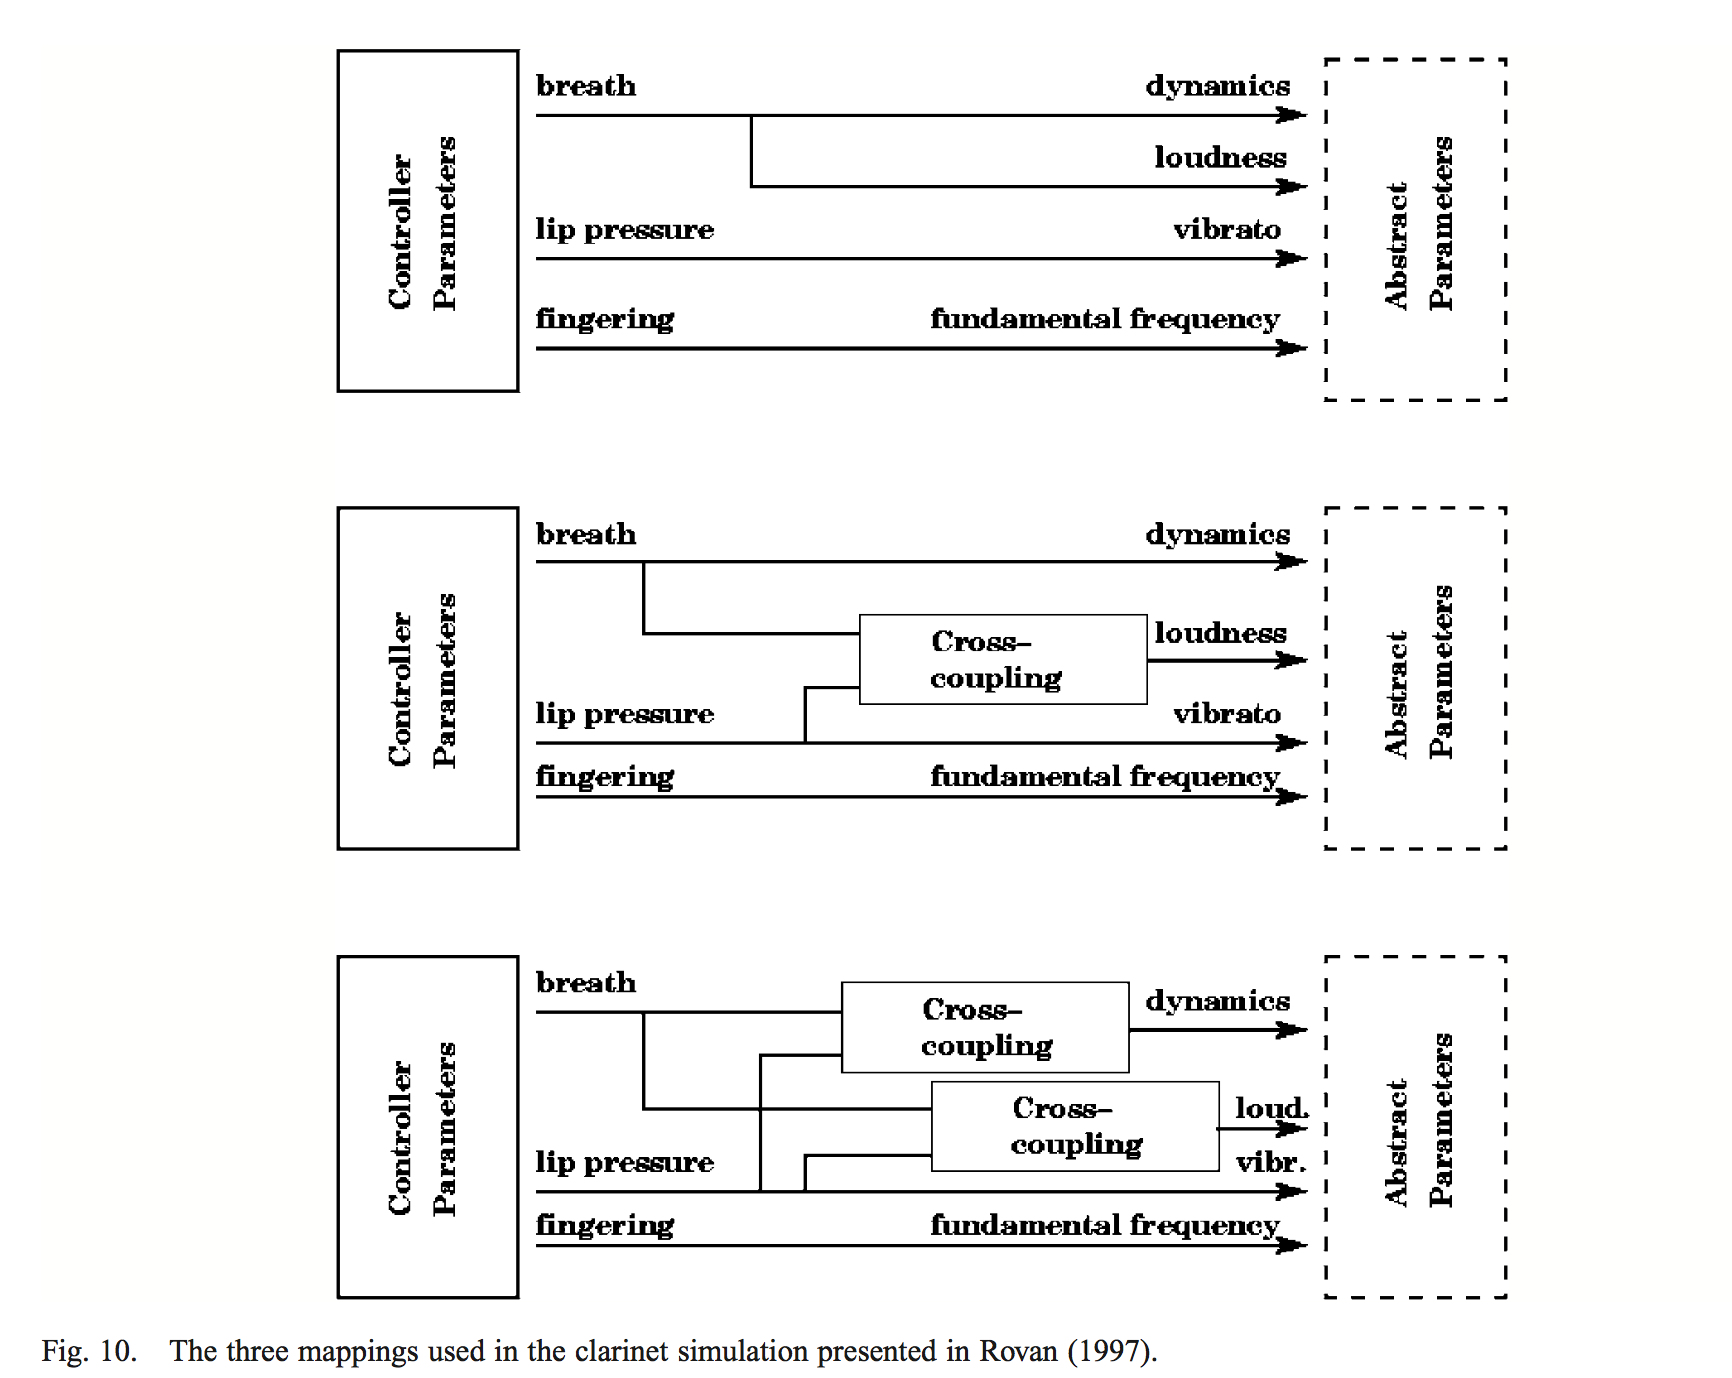 Controller
Parameters
breath
dynamics
loudness
lip pressure
vibrato
fingering
fundamental frequency
Abstract
Parameters
Controller
Parameters
breath
dynamics
Cross–
coupling
loudness
lip pressure
vibrato
fingering
fundamental frequency
Abstract
Parameters
Controller
Parameters
breath
Cross–
coupling
dynamics
Cross–
coupling
loud.
lip pressure
vibr.
fingering
fundamental frequency
Abstract
Parameters
Fig. 10. The three mappings used in the clarinet simulation presented in Rovan (1997).